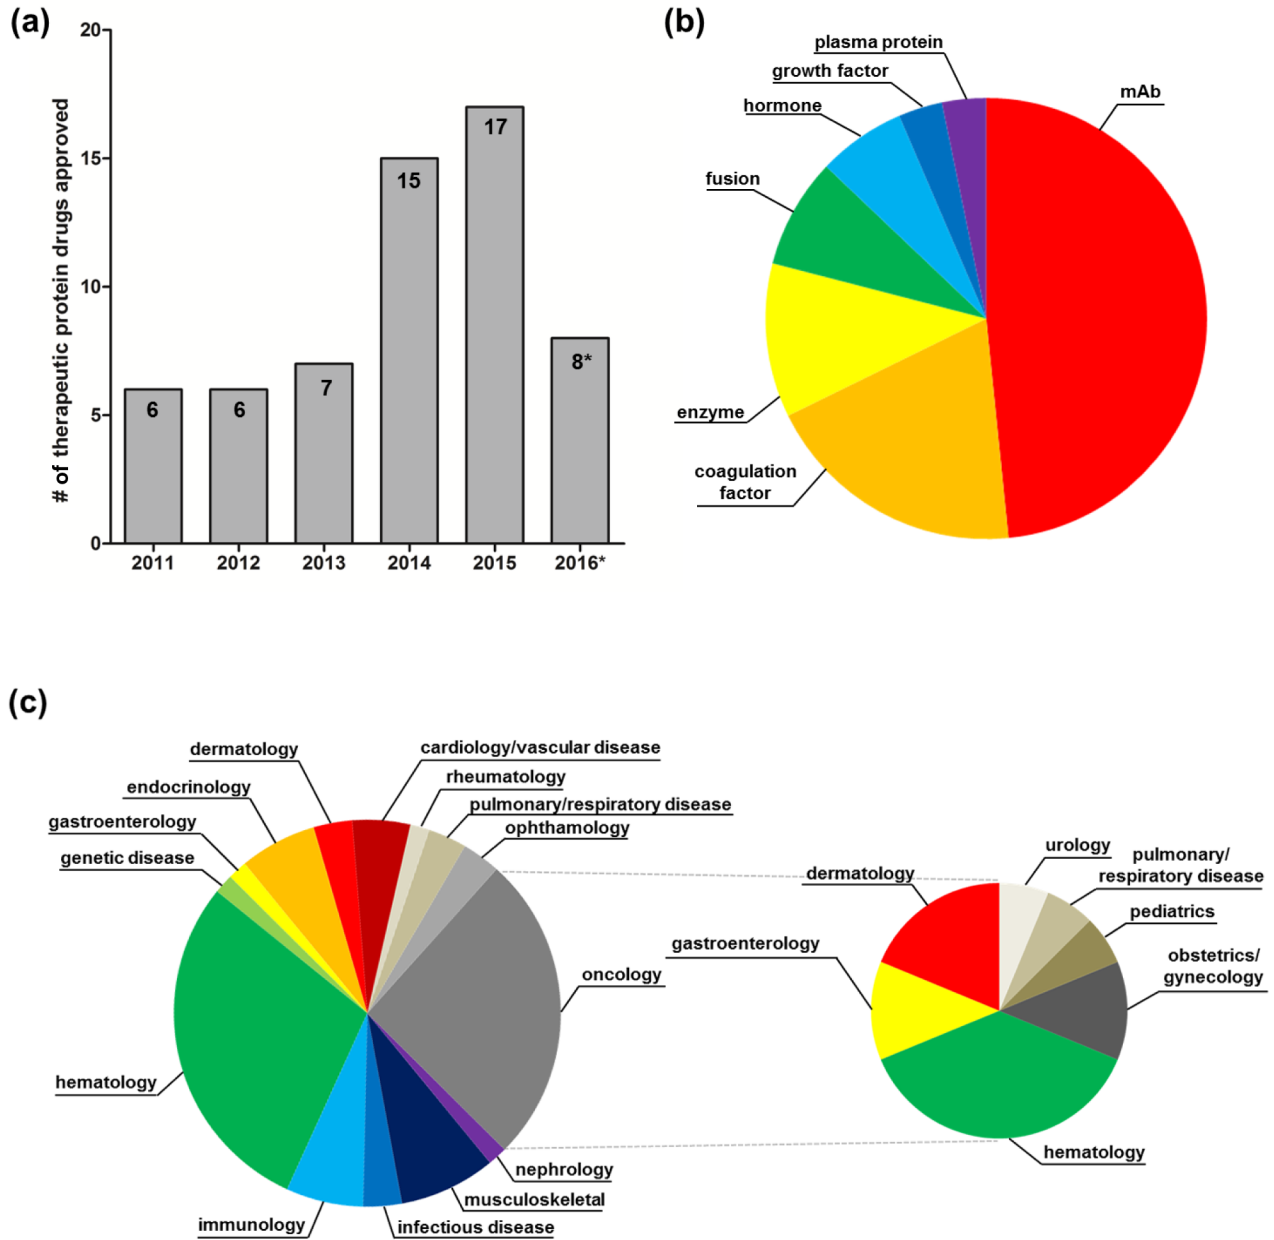 (a)
# of therapeutic protein drugs approved
20
15
10
5
0
6
6
7
15
17
8*
2011
2012
2013
2014
2015
2016*
(b)
plasma protein
growth factor
hormone
fusion
enzyme
coagulation
factor
mAb
(c)
dermatology
endocrinology
gastroenterology
genetic disease
hematology
immunology
cardiology/vascular disease
rheumatology
pulmonary/respiratory disease
ophthamology
oncology
nephrology
musculoskeletal
infectious disease
dermatology
gastroenterology
urology
pulmonary/
respiratory disease
pediatrics
obstetrics/
gynecology
hematology